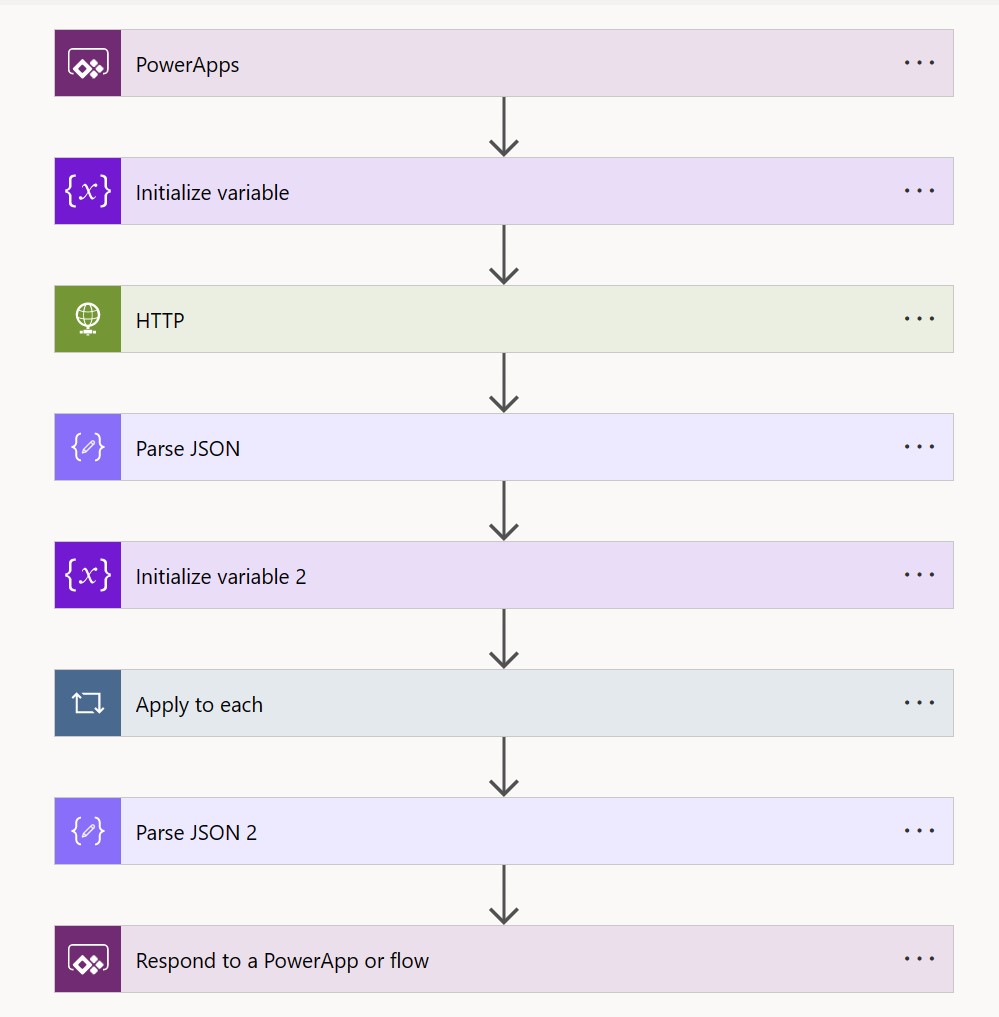 PowerApps
Initialize variable
HTTP
Parse JSON
Initialize variable 2
Apply to each
Parse JSON 2
Respond to a PowerApp or flow